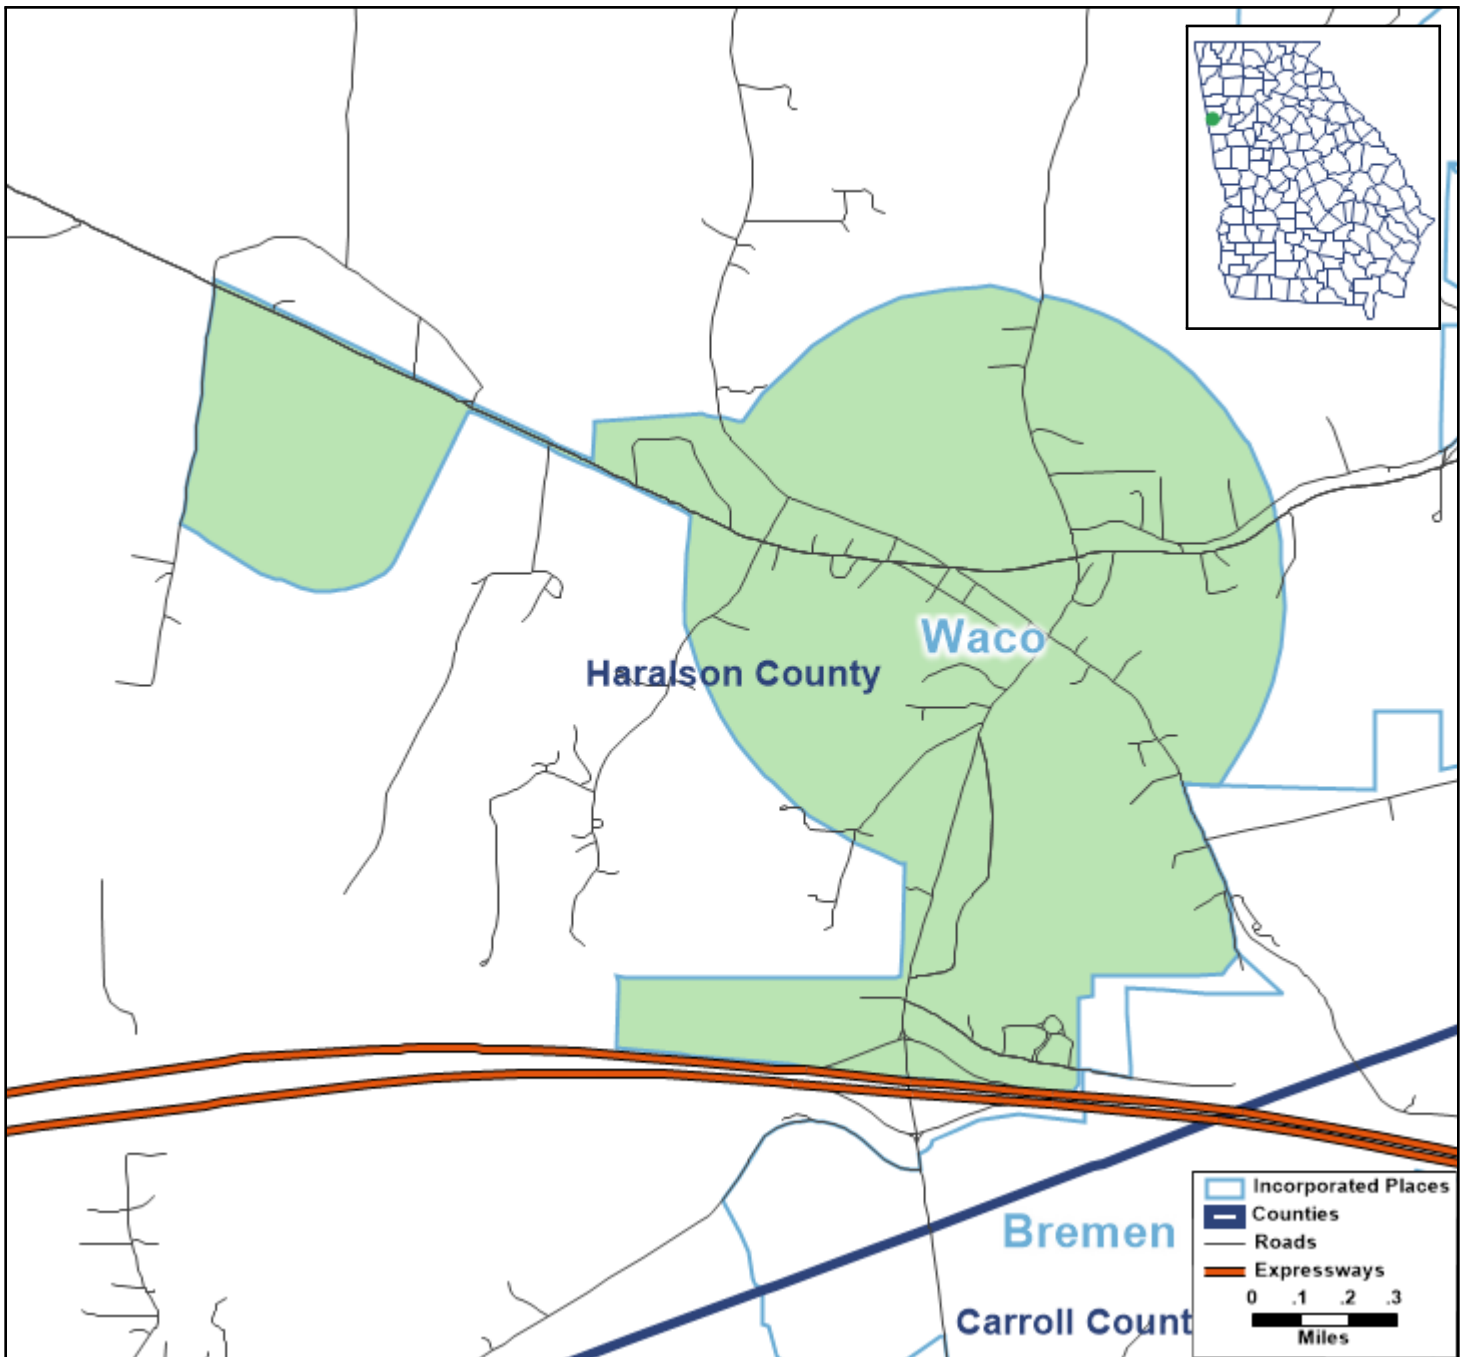 Waco
Haralson County
Bremen
Carroll Count
Incorporated Places
Counties
Roads
Expressways
0 .1 .2 .3
Miles